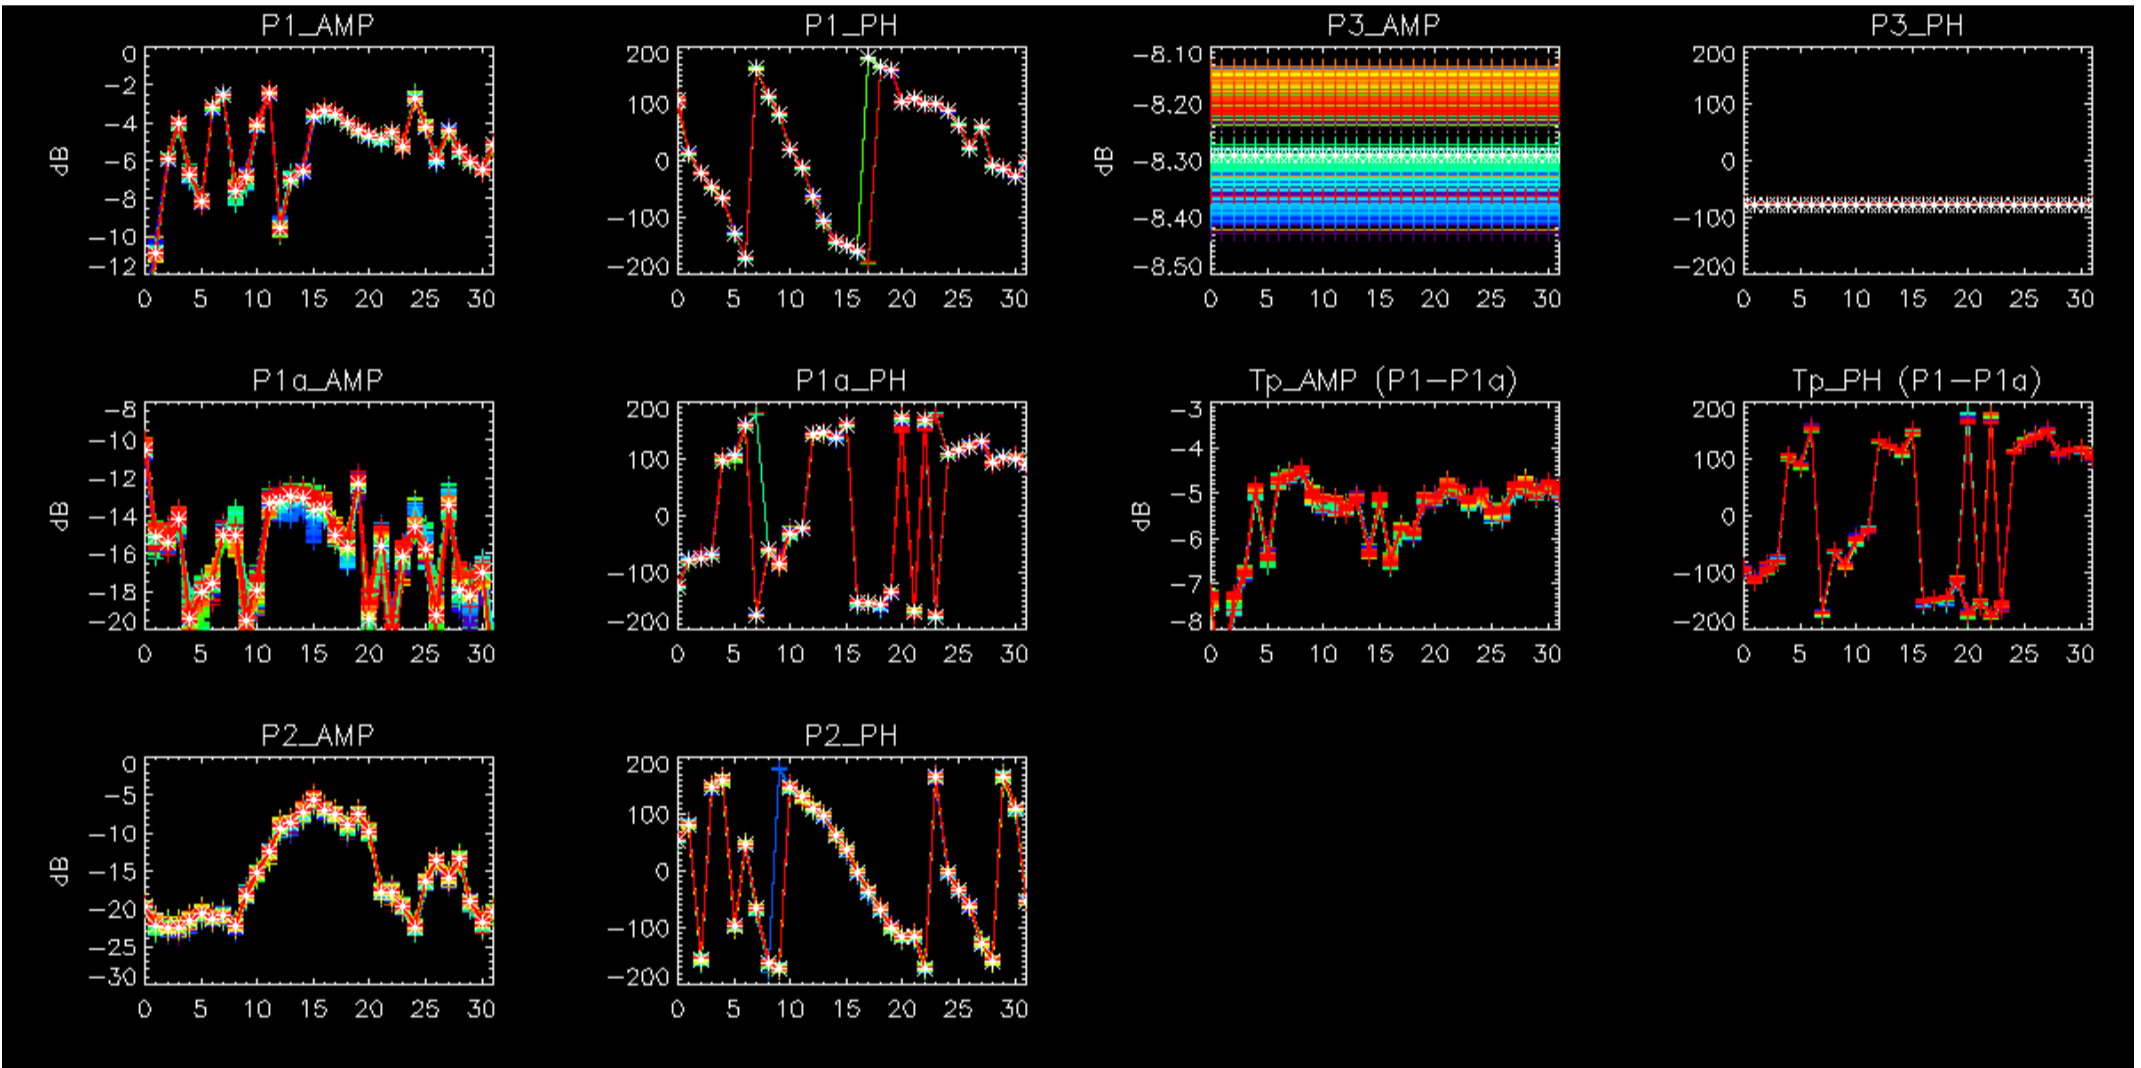 P1_AMP
P1_PH
P3_AMP
P3_PH
0
-2
-4
-6
-8
-10
-12
dB
0 5 10 15 20 25 30
200
100
0
-100
-200
0 5 10 15 20 25 30
-8.10
-8.20
-8.30
-8.40
-8.50
dB
0 5 10 15 20 25 30
200
100
0
-100
-200
0 5 10 15 20 25 30
P1a_AMP
P1a_PH
Tp_AMP (P1-P1a)
Tp_PH (P1-P1a)
-8
-10
-12
-14
-16
-18
-20
dB
0 5 10 15 20 25 30
200
100
0
-100
-200
0 5 10 15 20 25 30
-3
-4
-5
-6
-7
-8
dB
0 5 10 15 20 25 30
200
100
0
-100
-200
0 5 10 15 20 25 30
P2_AMP
P2_PH
0
-5
-10
-15
-20
-25
-30
dB
0 5 10 15 20 25 30
200
100
0
-100
-200
0 5 10 15 20 25 30